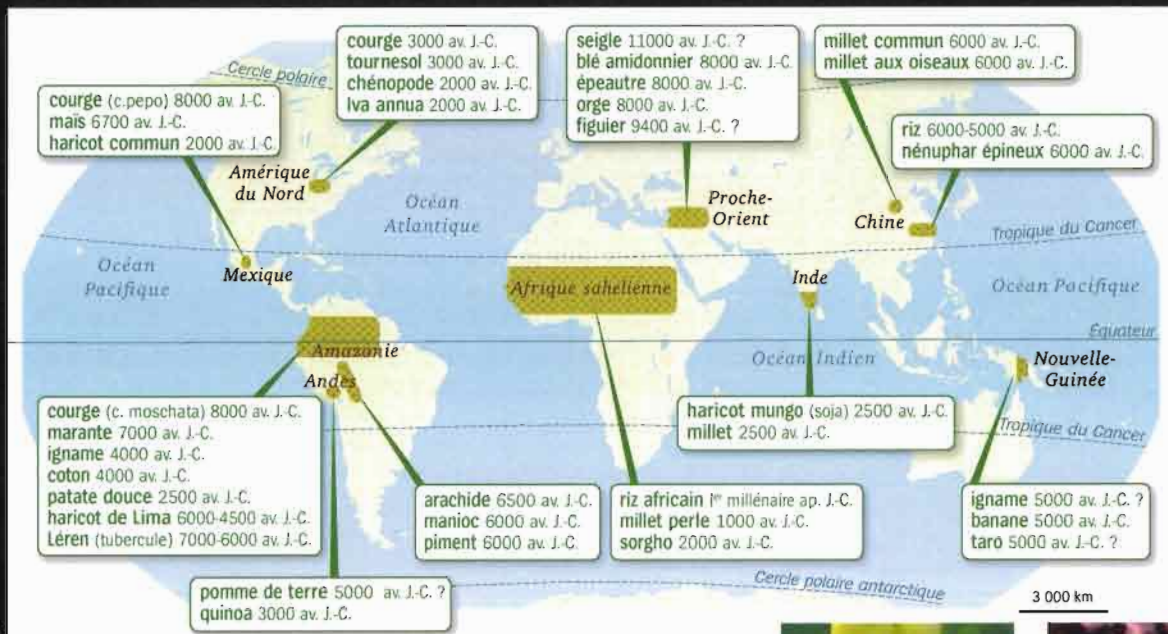 courge 3000 av. J.-C.
tournesol 3000 av. J.-C.
chénopode 2000 av. J.-C.
Iva annua 2000 av. J.-C.
seigle 11000 av. J.-C. ?
blé amidonnier 8000 av. J.-C.
épeautre 8000 av. J.-C.
orge 8000 av. J.-C.
figuier 9400 av. J.-C. ?
millet commun 6000 av. J.-C.
millet aux oiseaux 6000 av. J.-C.
Cercle polaire
courge (c.pepo) 8000 av. J.-C.
maïs 6700 av. J.-C.
haricot commun 2000 av. J.-C.
riz 6000-5000 av. J.-C.
nénuphar épineux 6000 av. J.-C.
Amérique
du Nord
Océan
Atlantique
Proche-
Orient
Chine
Tropique du Cancer
Océan
Pacifique
Mexique
Afrique sahélienne
Inde
Océan Pacifique
Équateur
Amazonie
Andes
Océan Indien
Nouvelle-
Guinée
courge (c. moschata) 8000 av. J.-C.
marante 7000 av. J.-C.
igname 4000 av. J.-C.
coton 4000 av. J.-C.
patate douce 2500 av. J.-C.
haricot de Lima 6000-4500 av. J.-C.
Léren (tubercule) 7000-6000 av. J.-C.
haricot mungo (soja) 2500 av. J.-C.
millet 2500 av. J.-C.
Tropique du Cancer
arachide 6500 av. J.-C.
manioc 6000 av. J.-C.
piment 6000 av. J.-C.
riz africain Ier millénaire ap. J.-C.
millet perle 1000 av. J.-C.
sorgho 2000 av. J.-C.
igname 5000 av. J.-C. ?
banane 5000 av. J.-C.
taro 5000 av. J.-C. ?
pomme de terre 5000 av. J.-C. ?
quinoa 3000 av. J.-C.
Cercle polaire antarctique
3 000 km